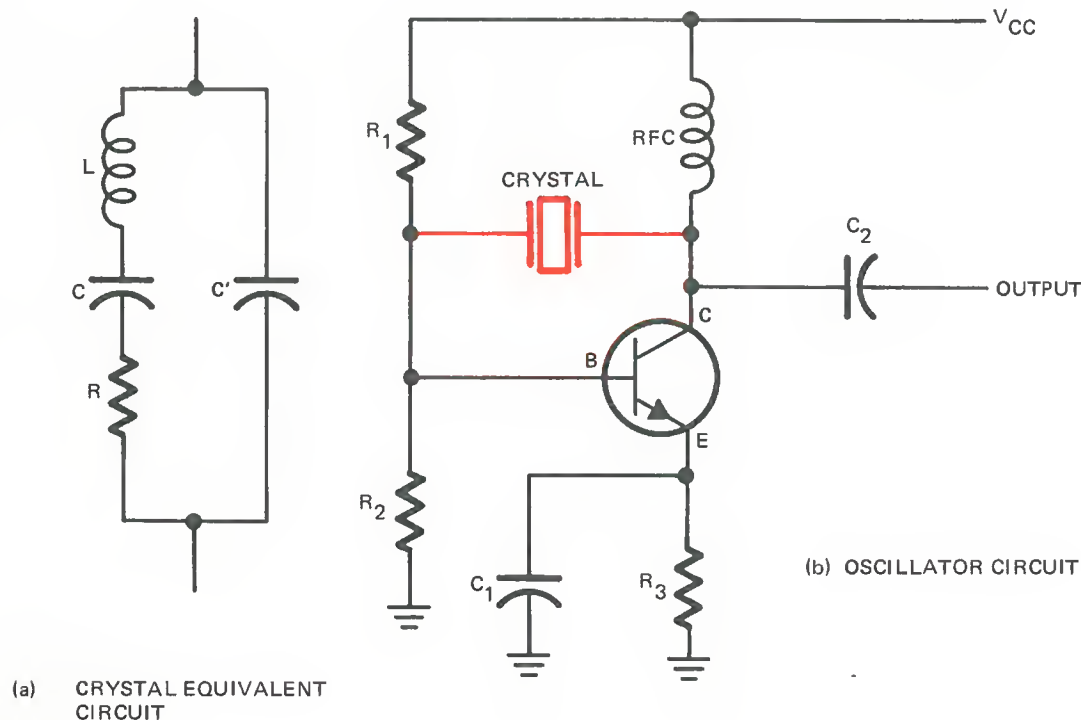 V_CC
L
C
R
C'
R_1
RFC
CRYSTAL
C_2
OUTPUT
C
B
E
R_2
C_1
R_3
(b) OSCILLATOR CIRCUIT
(a) CRYSTAL EQUIVALENT
CIRCUIT